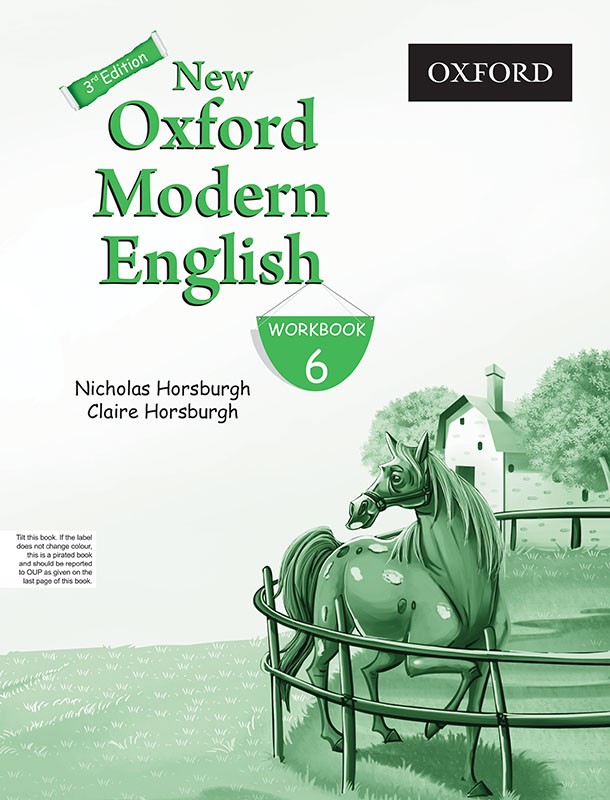 3rd Edition
OXFORD
New
Oxford
Modern
English
WORKBOOK
6
Nicholas Horsburgh
Claire Horsburgh
Tilt this book. If the label
does not change colour,
this is a pirated book
and should be reported
to OUP as given on the
last page of this book.